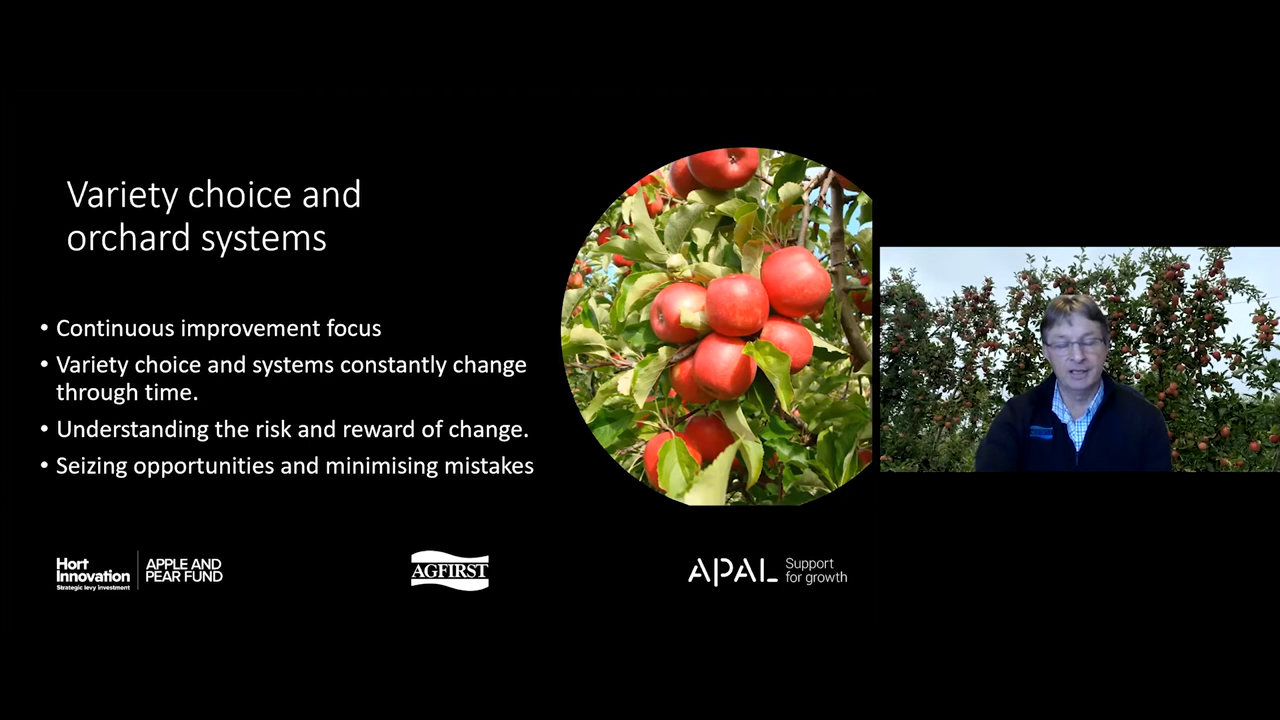 Variety choice and
orchard systems
• Continuous improvement focus
• Variety choice and systems constantly change
through time.
• Understanding the risk and reward of change.
• Seizing opportunities and minimising mistakes
Hort
Innovation
Strategic levy investment
APPLE AND
PEAR FUND
AGFIRST
APAL
Support
for growth